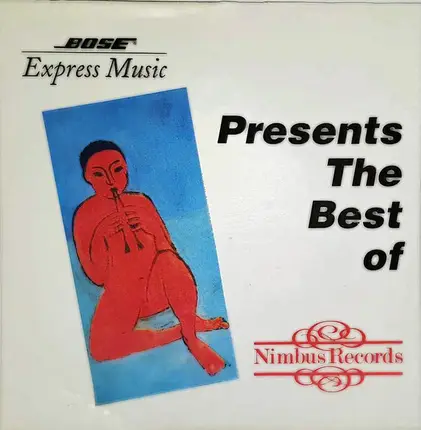 BOSE
Express Music
Presents
The
Best
of
Nimbus Records